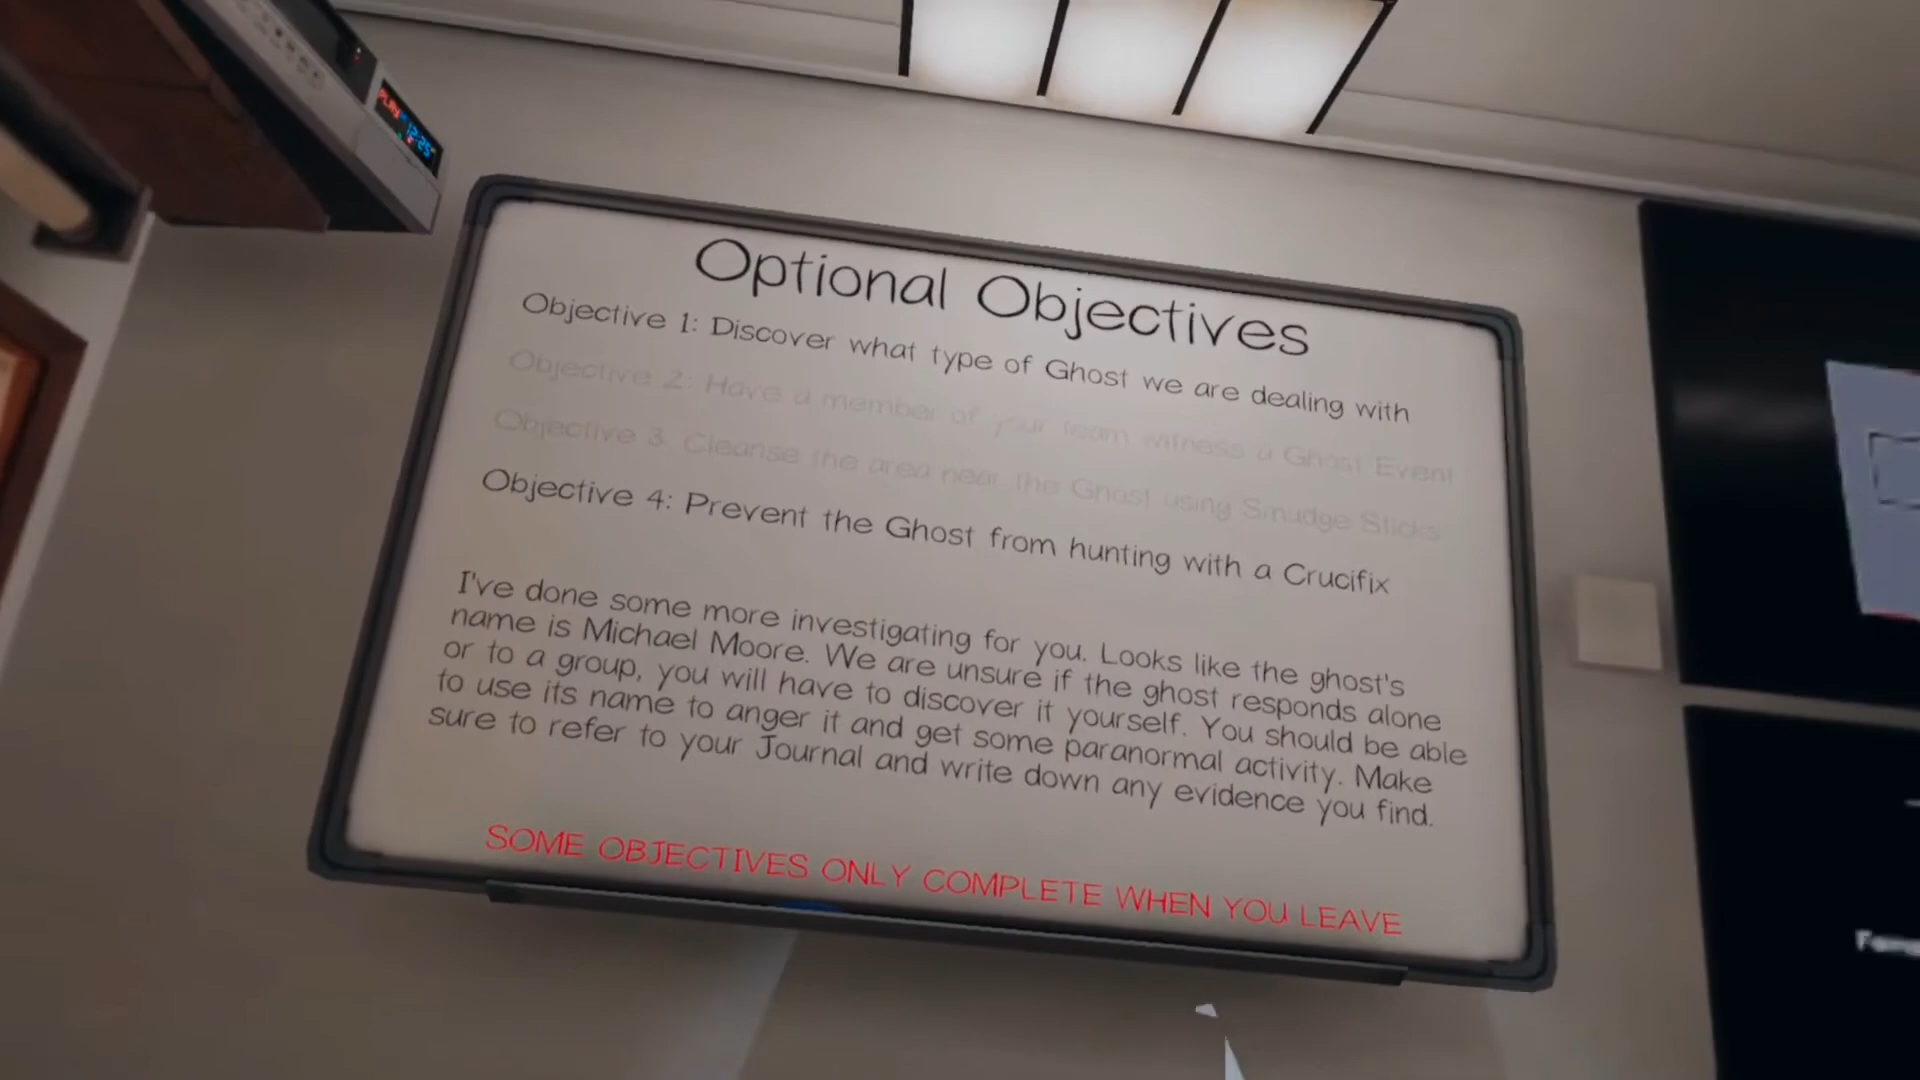 PLAY
12:25
Optional Objectives
Objective 1: Discover what type of Ghost we are dealing with
Objective 2: Have a member of your team witness a Ghost Event
Objective 3: Cleanse the area near the Ghost using Smudge Sticks
Objective 4: Prevent the Ghost from hunting with a Crucifix
I've done some more investigating for you. Looks like the ghost's
name is Michael Moore. We are unsure if the ghost responds alone
or to a group, you will have to discover it yourself. You should be able
to use its name to anger it and get some paranormal activity. Make
sure to refer to your Journal and write down any evidence you find.
SOME OBJECTIVES ONLY COMPLETE WHEN YOU LEAVE